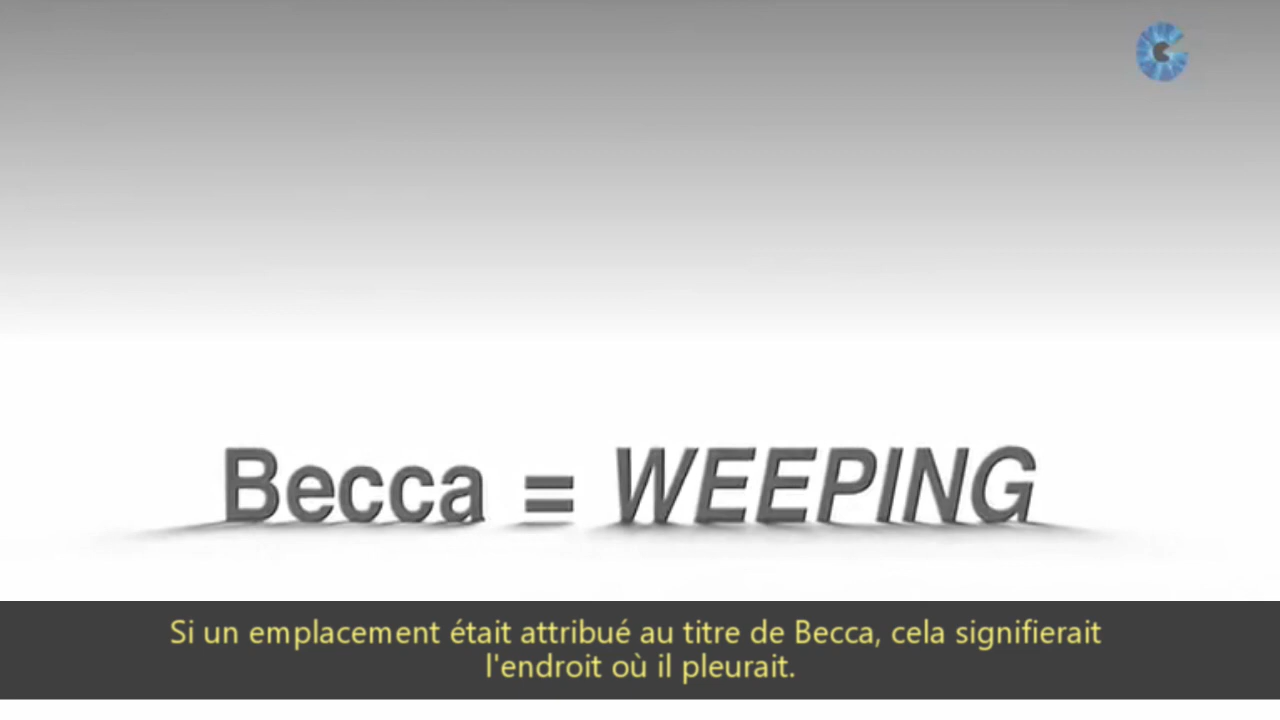 Becca = WEEPING
Si un emplacement était attribué au titre de Becca, cela signifierait
l'endroit où il pleurait.